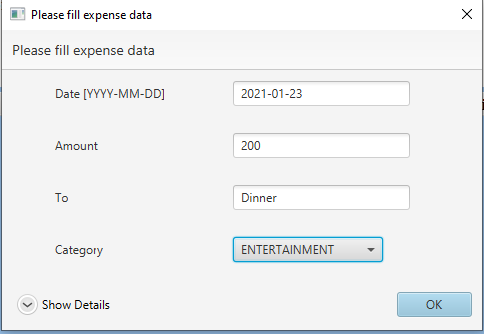 Please fill expense data
Please fill expense data
Date [YYYY-MM-DD] 2021-01-23
Amount 200
To Dinner
Category ENTERTAINMENT
Show Details OK